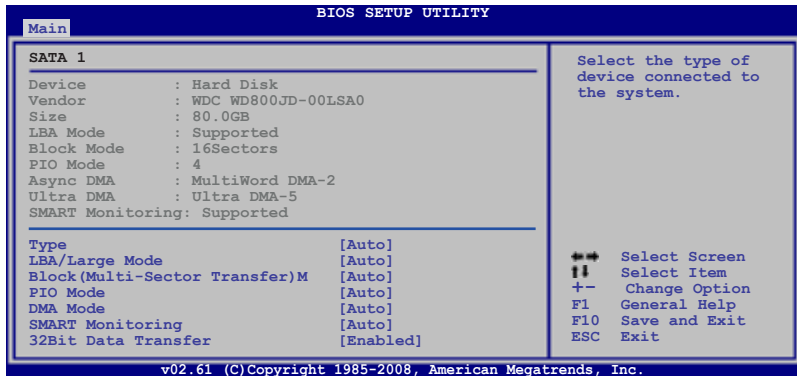 BIOS SETUP UTILITY
Main
SATA 1
Device : Hard Disk
Vendor : WDC WD800JD-00LSA0
Size : 80.0GB
LBA Mode : Supported
Block Mode : 16Sectors
PIO Mode : 4
Async DMA : MultiWord DMA-2
Ultra DMA : Ultra DMA-5
SMART Monitoring: Supported
Type [Auto]
LBA/Large Mode [Auto]
Block(Multi-Sector Transfer)M [Auto]
PIO Mode [Auto]
DMA Mode [Auto]
SMART Monitoring [Auto]
32Bit Data Transfer [Enabled]
Select the type of
device connected to
the system.
←→ Select Screen
↑↓ Select Item
+- Change Option
F1 General Help
F10 Save and Exit
ESC Exit
v02.61 (C)Copyright 1985-2008, American Megatrends, Inc.